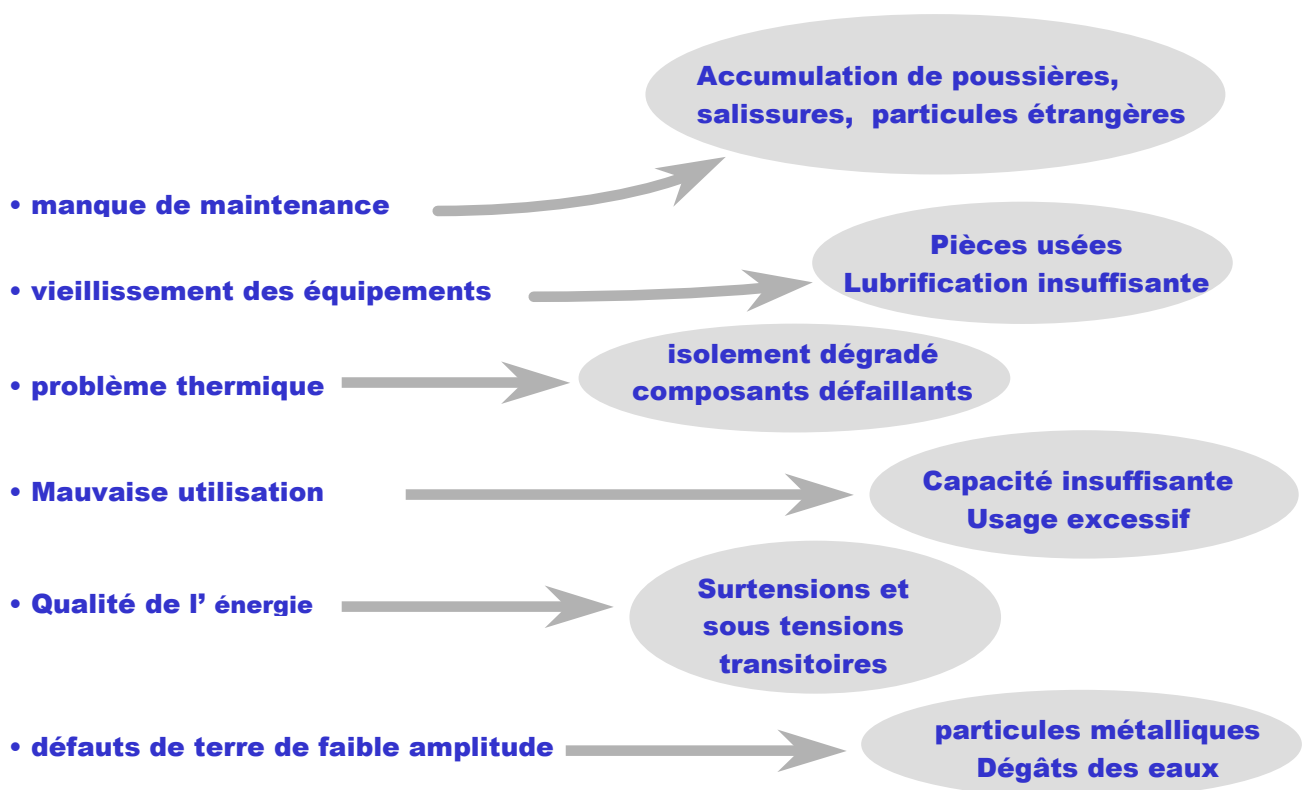 Accumulation de poussières,
salissures, particules étrangères
• manque de maintenance
Pièces usées
Lubrification insuffisante
• vieillissement des équipements
isolement dégradé
composants défaillants
• problème thermique
Capacité insuffisante
Usage excessif
• Mauvaise utilisation
Surtensions et
sous tensions
transitoires
• Qualité de l’ énergie
particules métalliques
Dégâts des eaux
• défauts de terre de faible amplitude